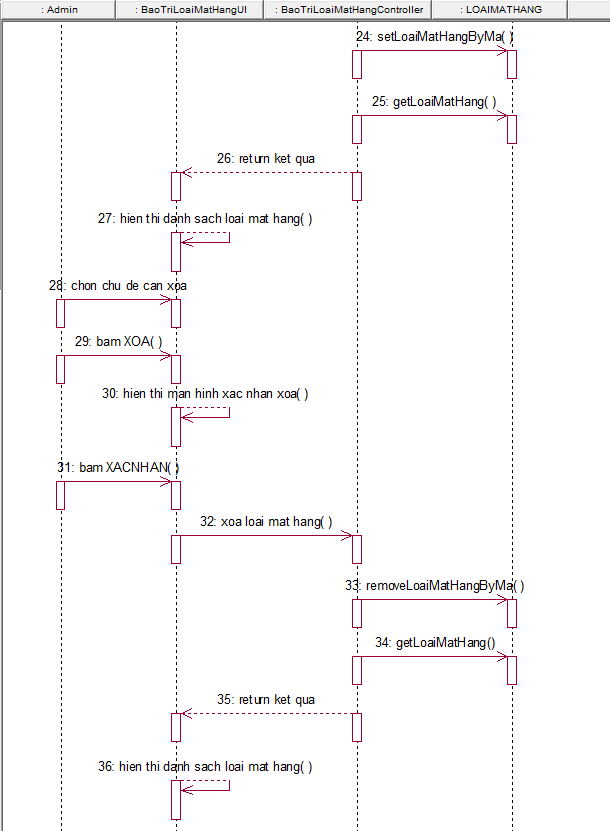 : Admin
: BaoTriLoaiMatHangUI
: BaoTriLoaiMatHangController
: LOAIMATHANG
24: setLoaiMatHangByMa( )
25: getLoaiMatHang( )
26: return ket qua
27: hien thi danh sach loai mat hang( )
28: chon chu de can xoa
29: bam XOA( )
30: hien thi man hinh xac nhan xoa( )
31: bam XACNHAN( )
32: xoa loai mat hang( )
33: removeLoaiMatHangByMa( )
34: getLoaiMatHang()
35: return ket qua
36: hien thi danh sach loai mat hang( )